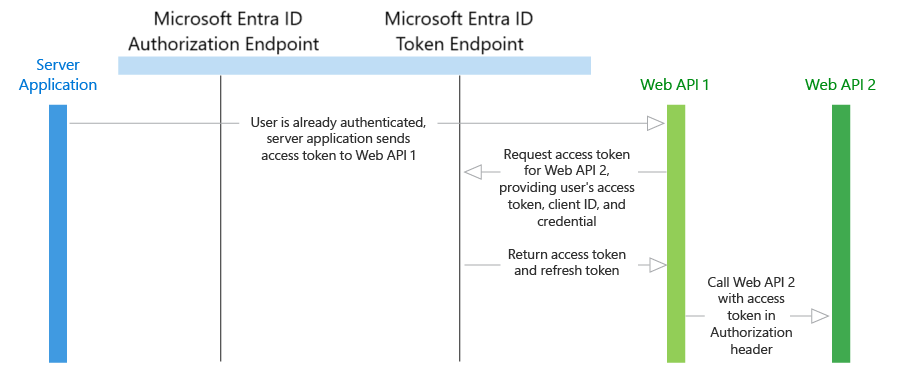 Microsoft Entra ID
Authorization Endpoint
Microsoft Entra ID
Token Endpoint
Server
Application
Web API 1
Web API 2
User is already authenticated,
server application sends
access token to Web API 1
Request access token
for Web API 2,
providing user's access
token, client ID, and
credential
Return access token
and refresh token
Call Web API 2
with access
token in
Authorization
header